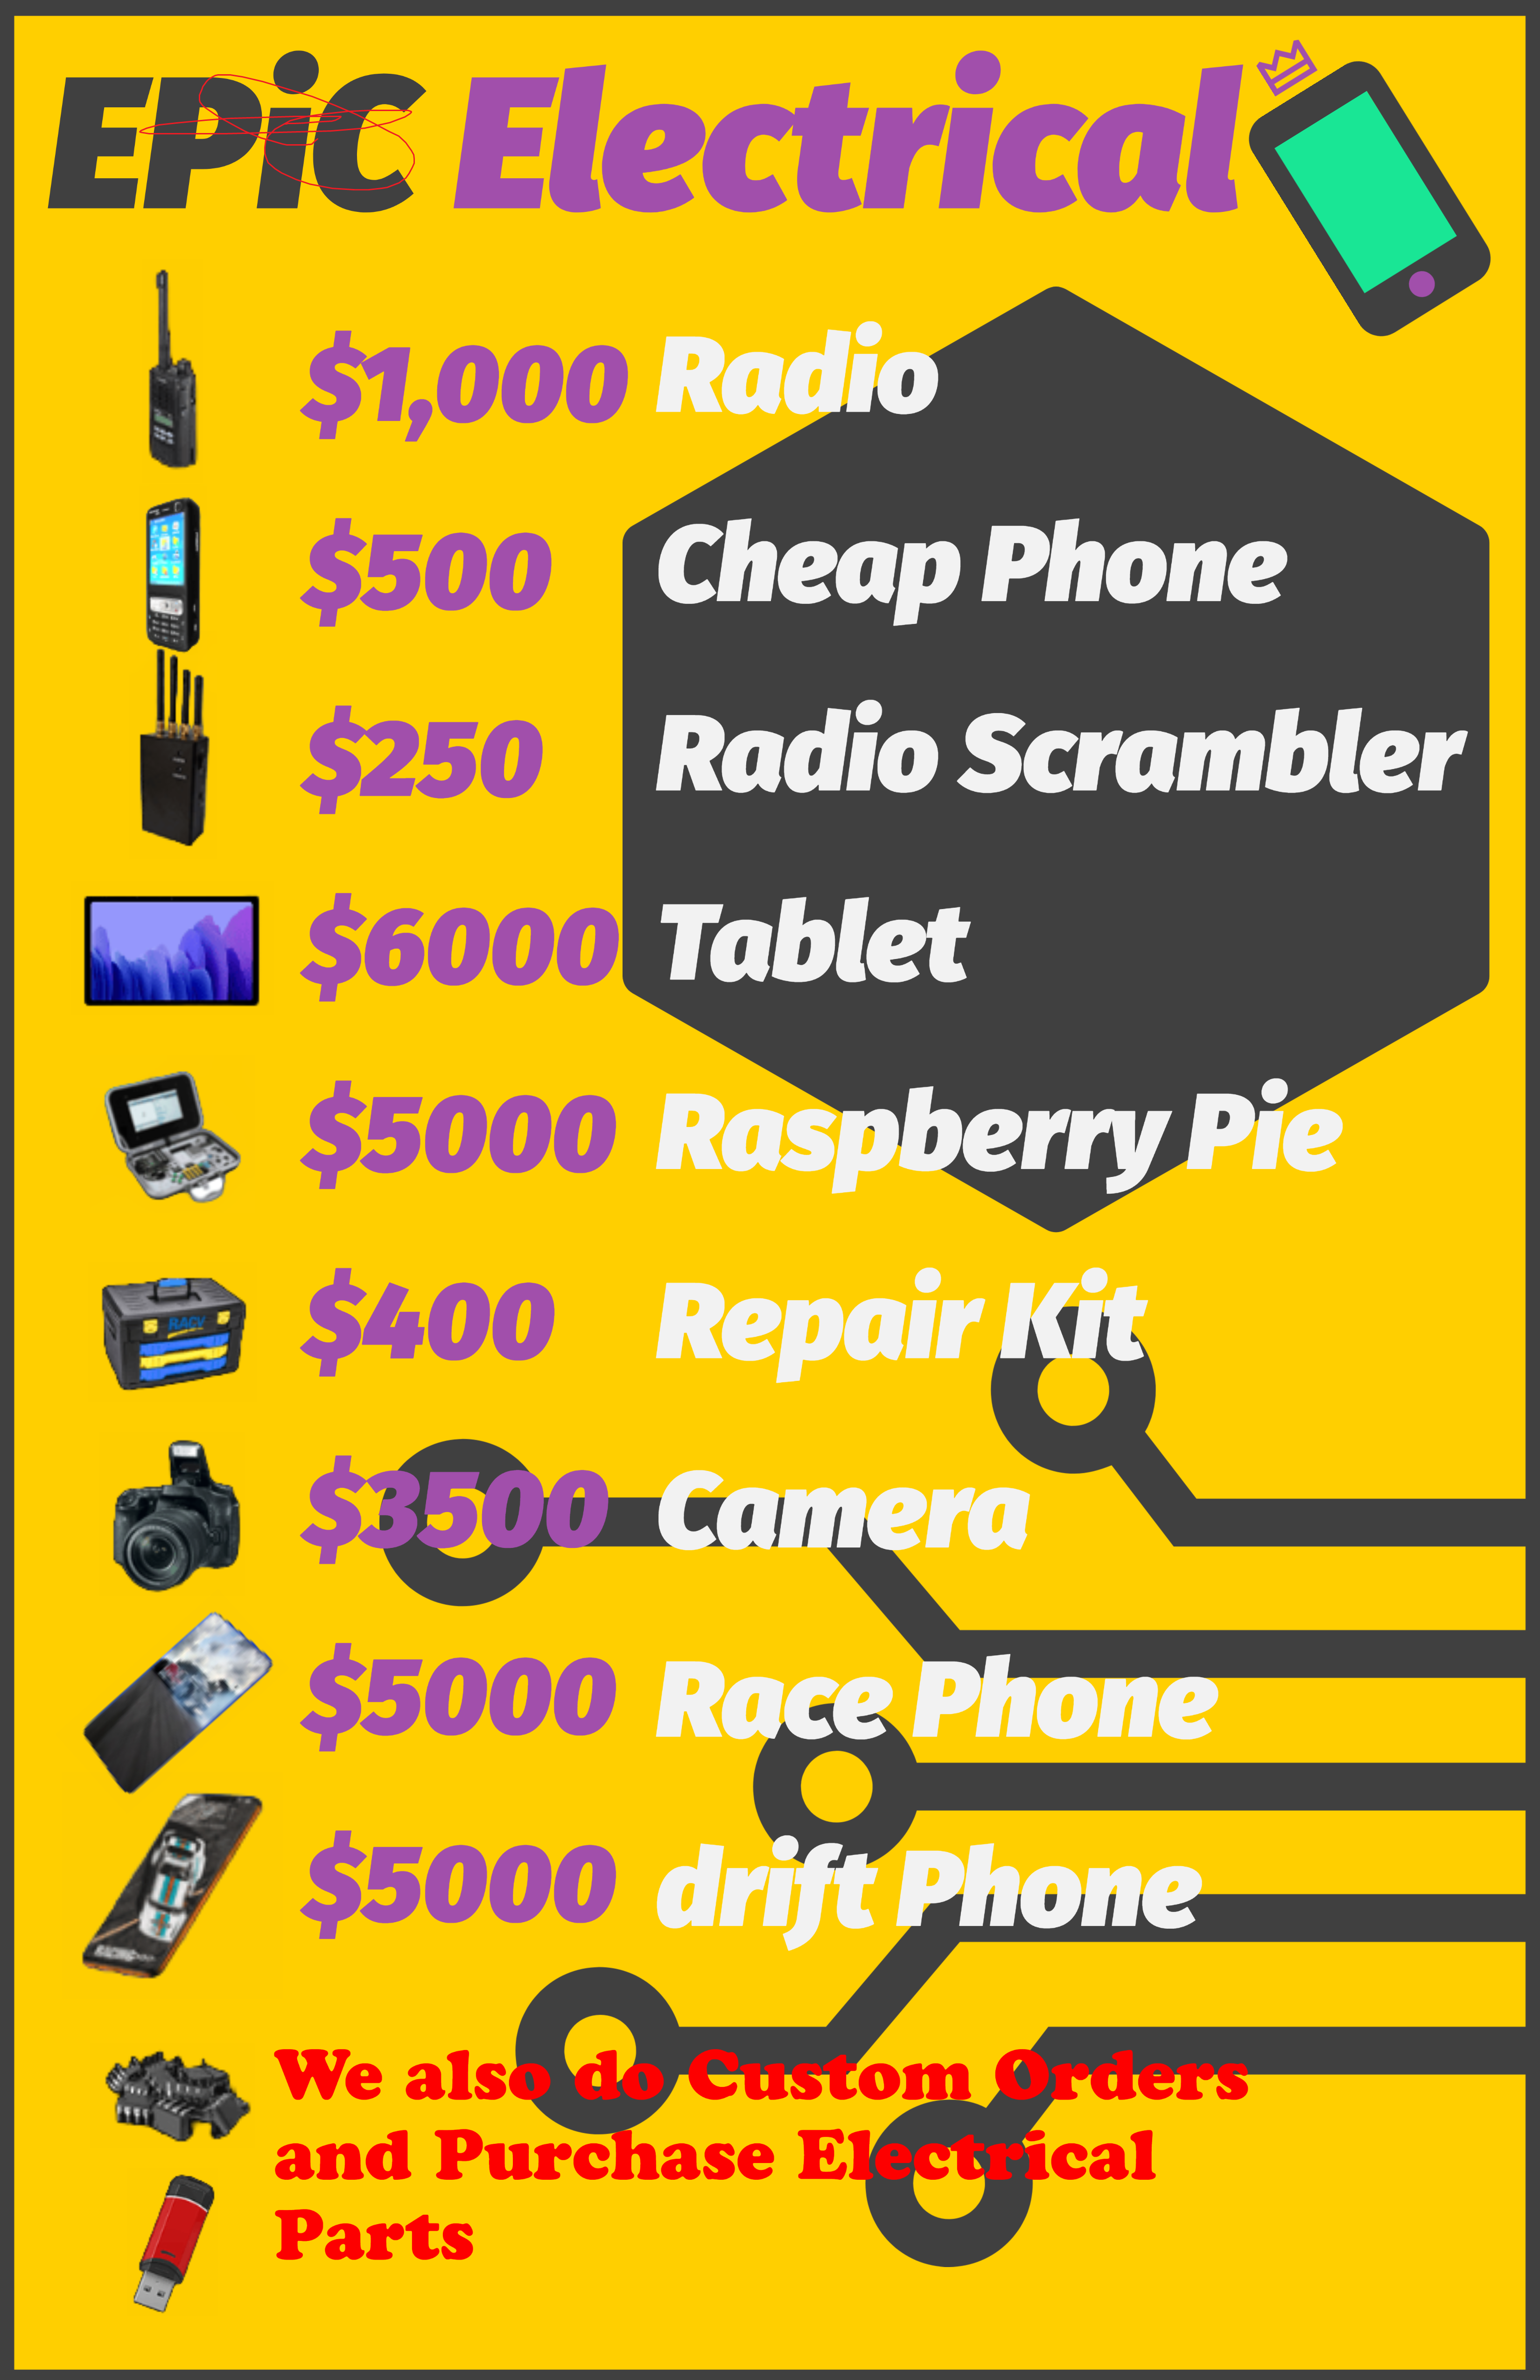 EPiC Electrical
$1,000 Radio
$500 Cheap Phone
$250 Radio Scrambler
$6000 Tablet
$5000 Raspberry Pie
$400 Repair Kit
RACV
$3500 Camera
$5000 Race Phone
$5000 drift Phone
We also do Custom Orders
and Purchase Electrical
Parts